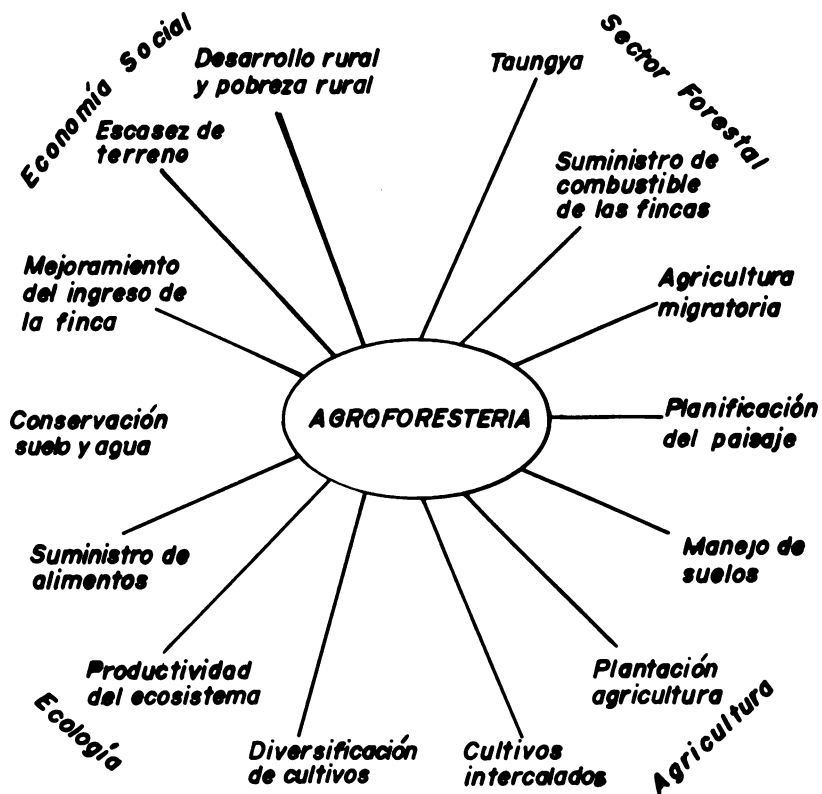 Economía Social
Desarrollo rural
y pobreza rural
Taungya
Sector Forestal
Escasez de
terreno
Suministro de
combustible
de las fincas
Mejoramiento
del ingreso de
la finca
Agricultura
migratoria
Conservación
suelo y agua
AGROFORESTERIA
Planificación
del paisaje
Suministro de
alimentos
Manejo de
suelos
Productividad
del ecosistema
Plantación
agricultura
Ecología
Diversificación
de cultivos
Cultivos
intercalados
Agricultura